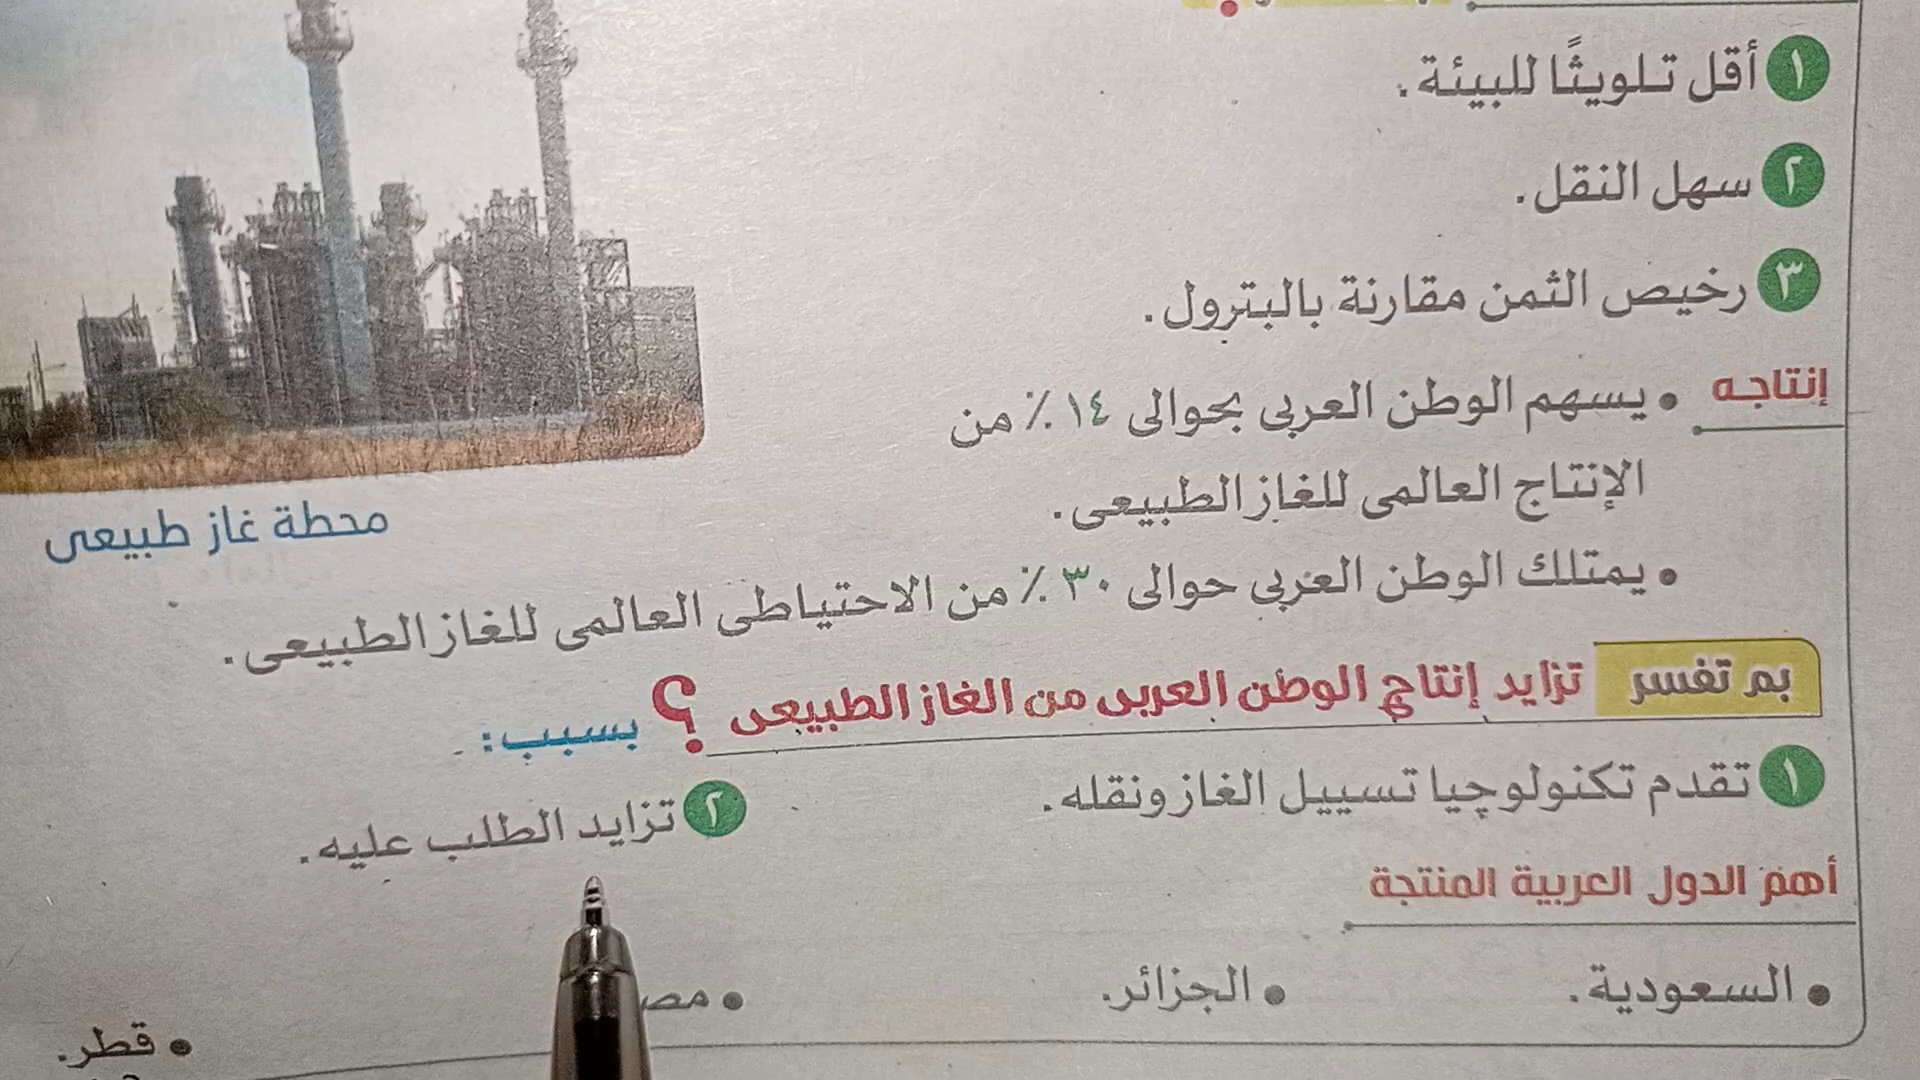 ١ أقل تلويثًا للبيئة.
٢ سهل النقل.
٣ رخيص الثمن مقارنة بالبترول.
إنتاجه • يسهم الوطن العربى بحوالى ١٤ ٪ من
الإنتاج العالمى للغاز الطبيعى.
محطة غاز طبيعى
• يمتلك الوطن العربى حوالى ٣٠ ٪ من الاحتياطى العالمى للغاز الطبيعى.
بم تفسر تزايد إنتاج الوطن العربى من الغاز الطبيعى ؟ بسبب:
١ تقدم تكنولوچيا تسييل الغاز ونقله. ٢ تزايد الطلب عليه.
أهم الدول العربية المنتجة
• السعودية. • الجزائر. • مصـ • قطر.